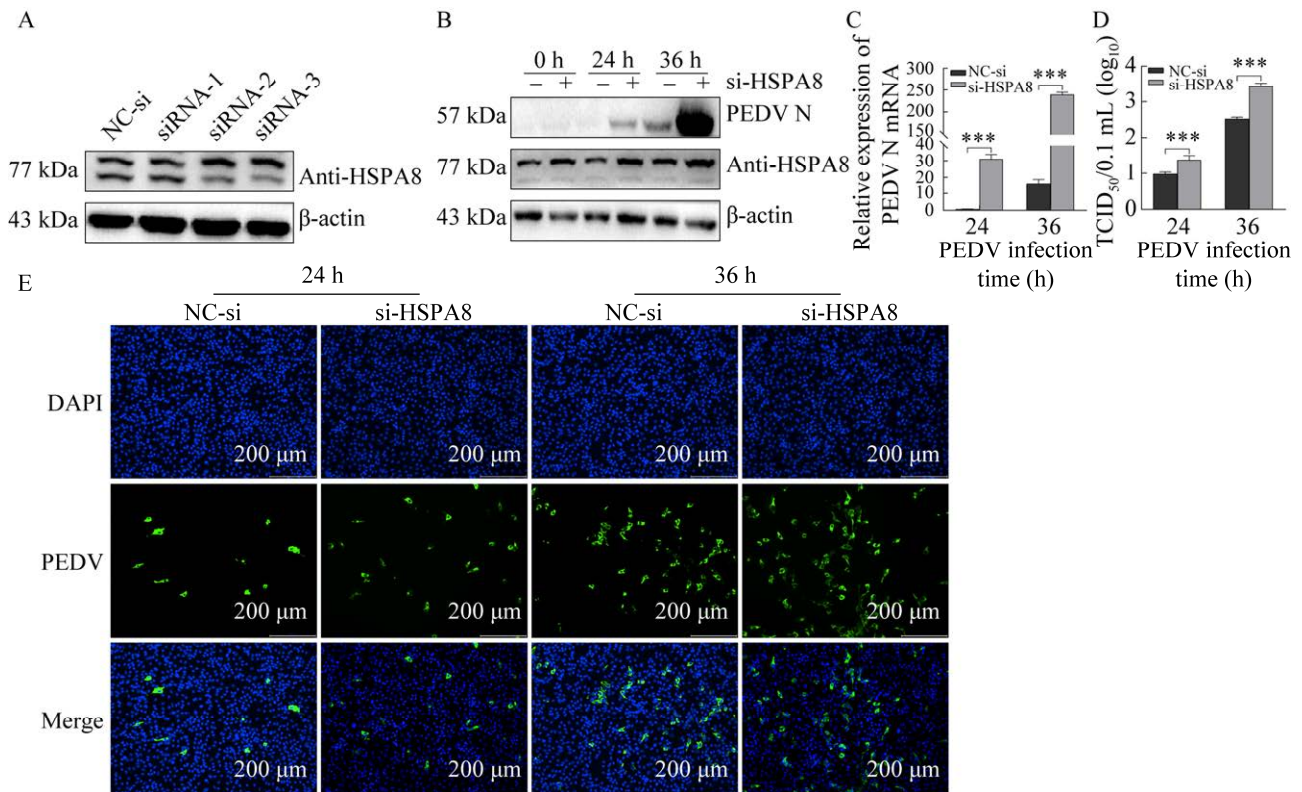 A
NC-si
siRNA-1
siRNA-2
siRNA-3
77 kDa
Anti-HSPA8
43 kDa
β-actin
B
0 h 24 h 36 h
− + − + − + si-HSPA8
57 kDa PEDV N
77 kDa Anti-HSPA8
43 kDa β-actin
C
Relative expression of
PEDV N mRNA
300
250
200
150
100
40
30
20
10
0
NC-si
si-HSPA8
***
***
24 36
PEDV infection
time (h)
D
TCID50/0.1 mL (log10)
4
3
2
1
0
NC-si
si-HSPA8
***
***
24 36
PEDV infection
time (h)
E
24 h 36 h
NC-si si-HSPA8 NC-si si-HSPA8
DAPI
200 μm 200 μm 200 μm 200 μm
PEDV
200 μm 200 μm 200 μm 200 μm
Merge
200 μm 200 μm 200 μm 200 μm